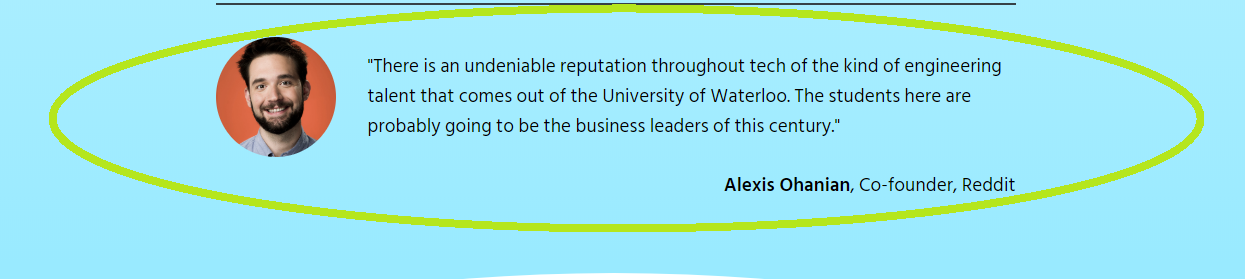 "There is an undeniable reputation throughout tech of the kind of engineering
talent that comes out of the University of Waterloo. The students here are
probably going to be the business leaders of this century."
Alexis Ohanian, Co-founder, Reddit